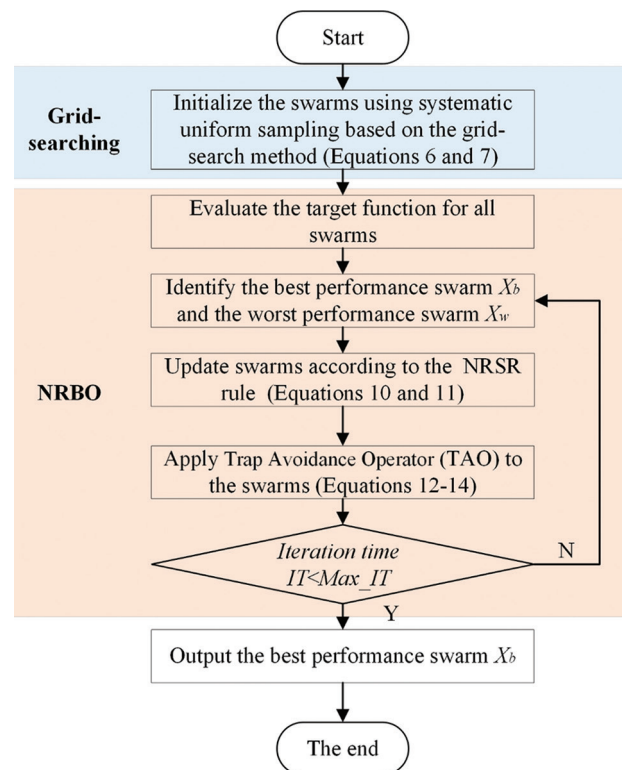 Start
Grid-
searching
Initialize the swarms using systematic
uniform sampling based on the grid-
search method (Equations 6 and 7)
Evaluate the target function for all
swarms
Identify the best performance swarm Xb
and the worst performance swarm Xw
NRBO
Update swarms according to the NRSR
rule (Equations 10 and 11)
Apply Trap Avoidance Operator (TAO) to
the swarms (Equations 12-14)
Iteration time
IT<Max_IT
N
Y
Output the best performance swarm Xb
The end